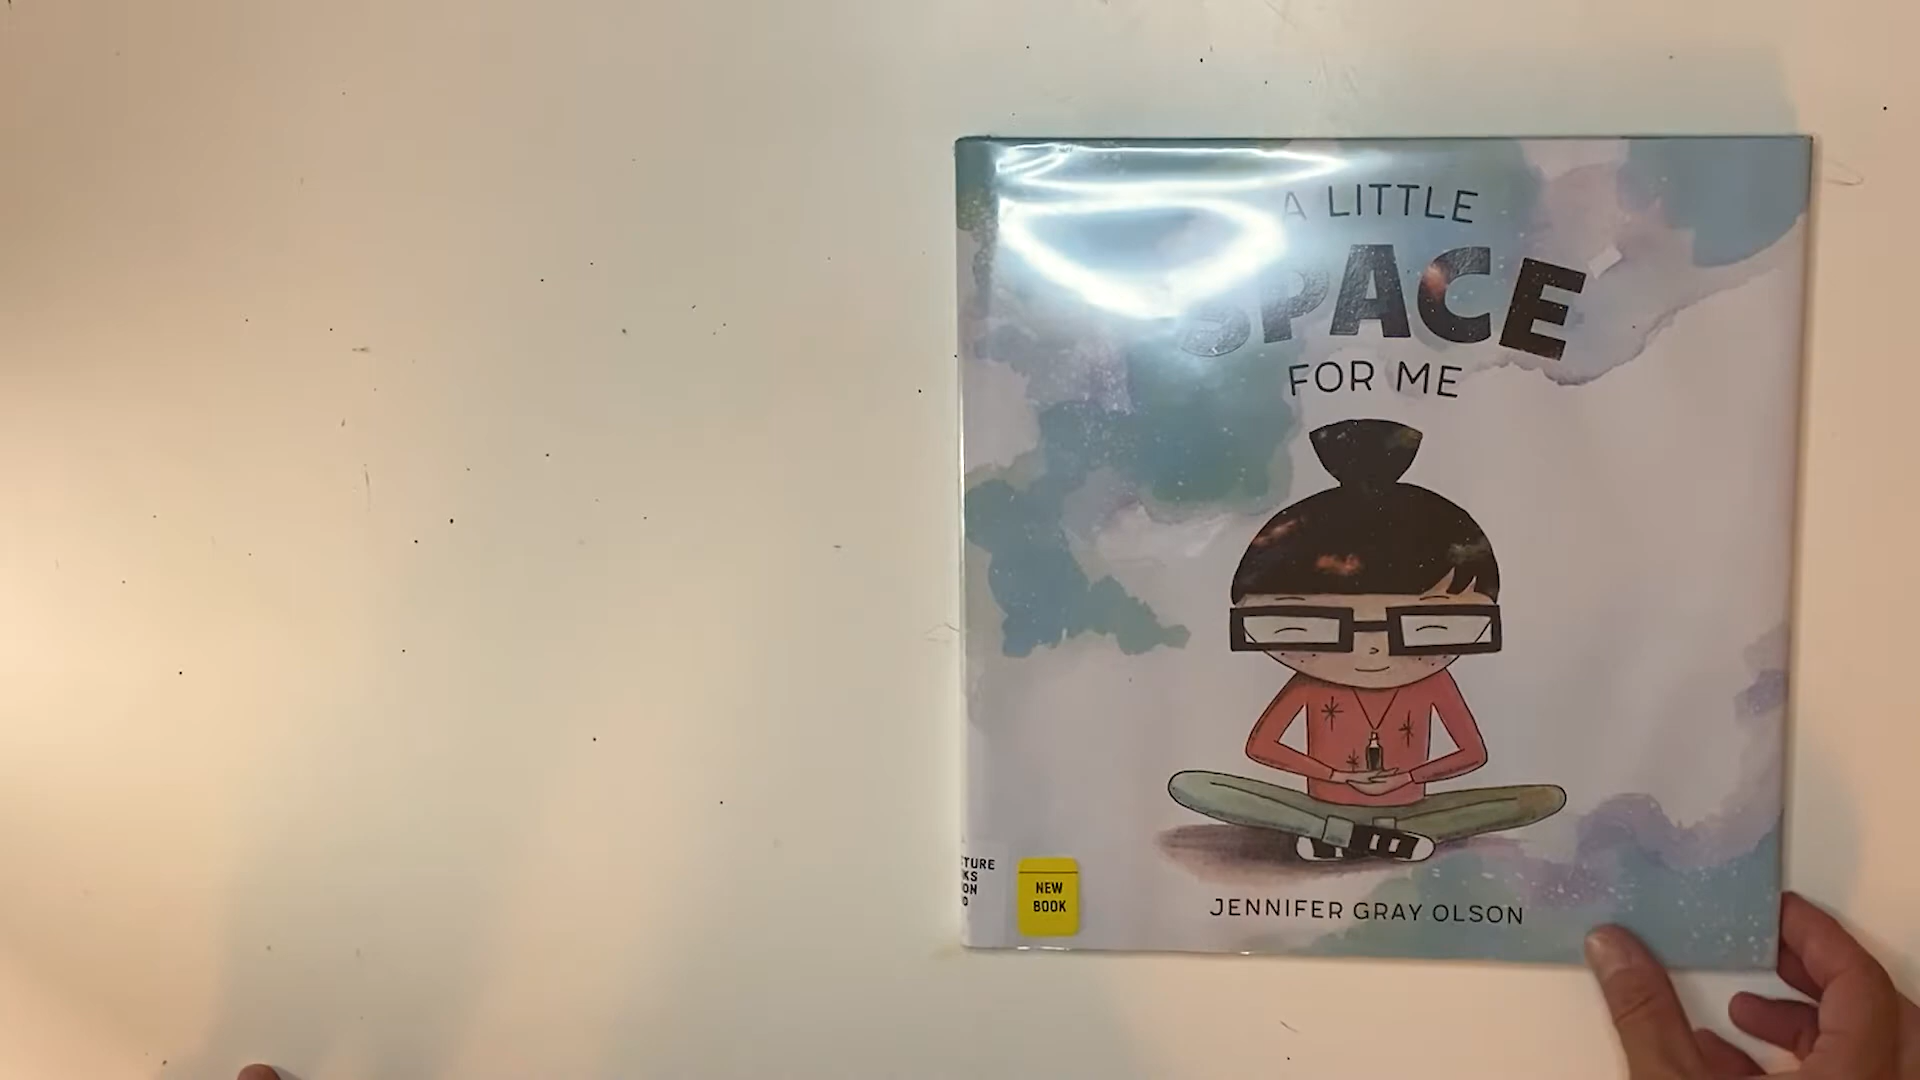 A LITTLE
SPACE
FOR ME
NEW
BOOK
JENNIFER GRAY OLSON